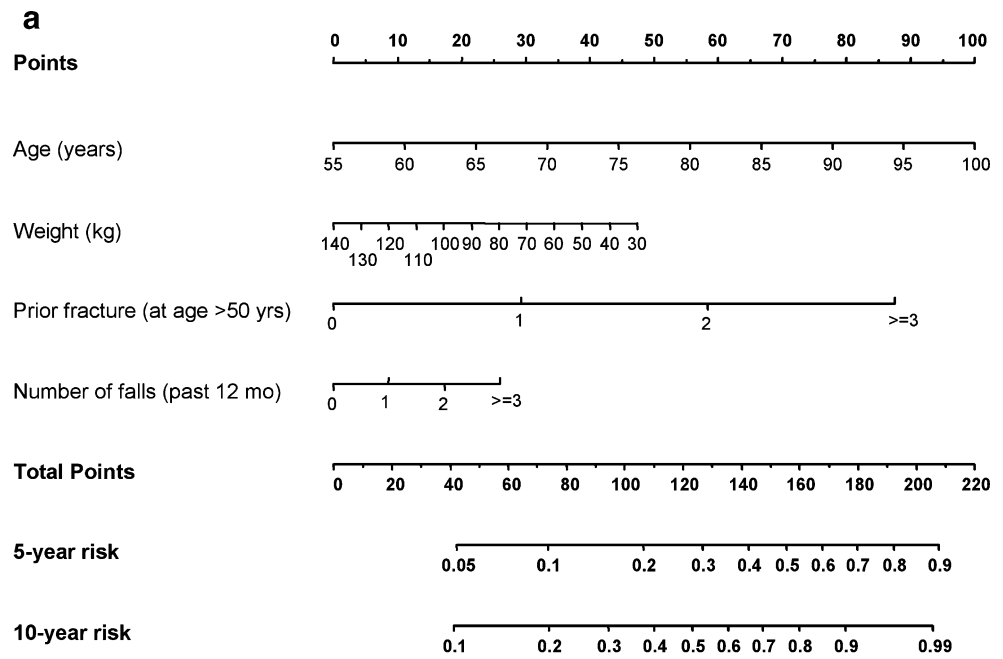 a
0 10 20 30 40 50 60 70 80 90 100
Points
Age (years)
55 60 65 70 75 80 85 90 95 100
Weight (kg)
140 120 100 90 80 70 60 50 40 30
130 110
Prior fracture (at age >50 yrs)
0 1 2 >=3
Number of falls (past 12 mo)
0 1 2 >=3
Total Points
0 20 40 60 80 100 120 140 160 180 200 220
5-year risk
0.05 0.1 0.2 0.3 0.4 0.5 0.6 0.7 0.8 0.9
10-year risk
0.1 0.2 0.3 0.4 0.5 0.6 0.7 0.8 0.9 0.99